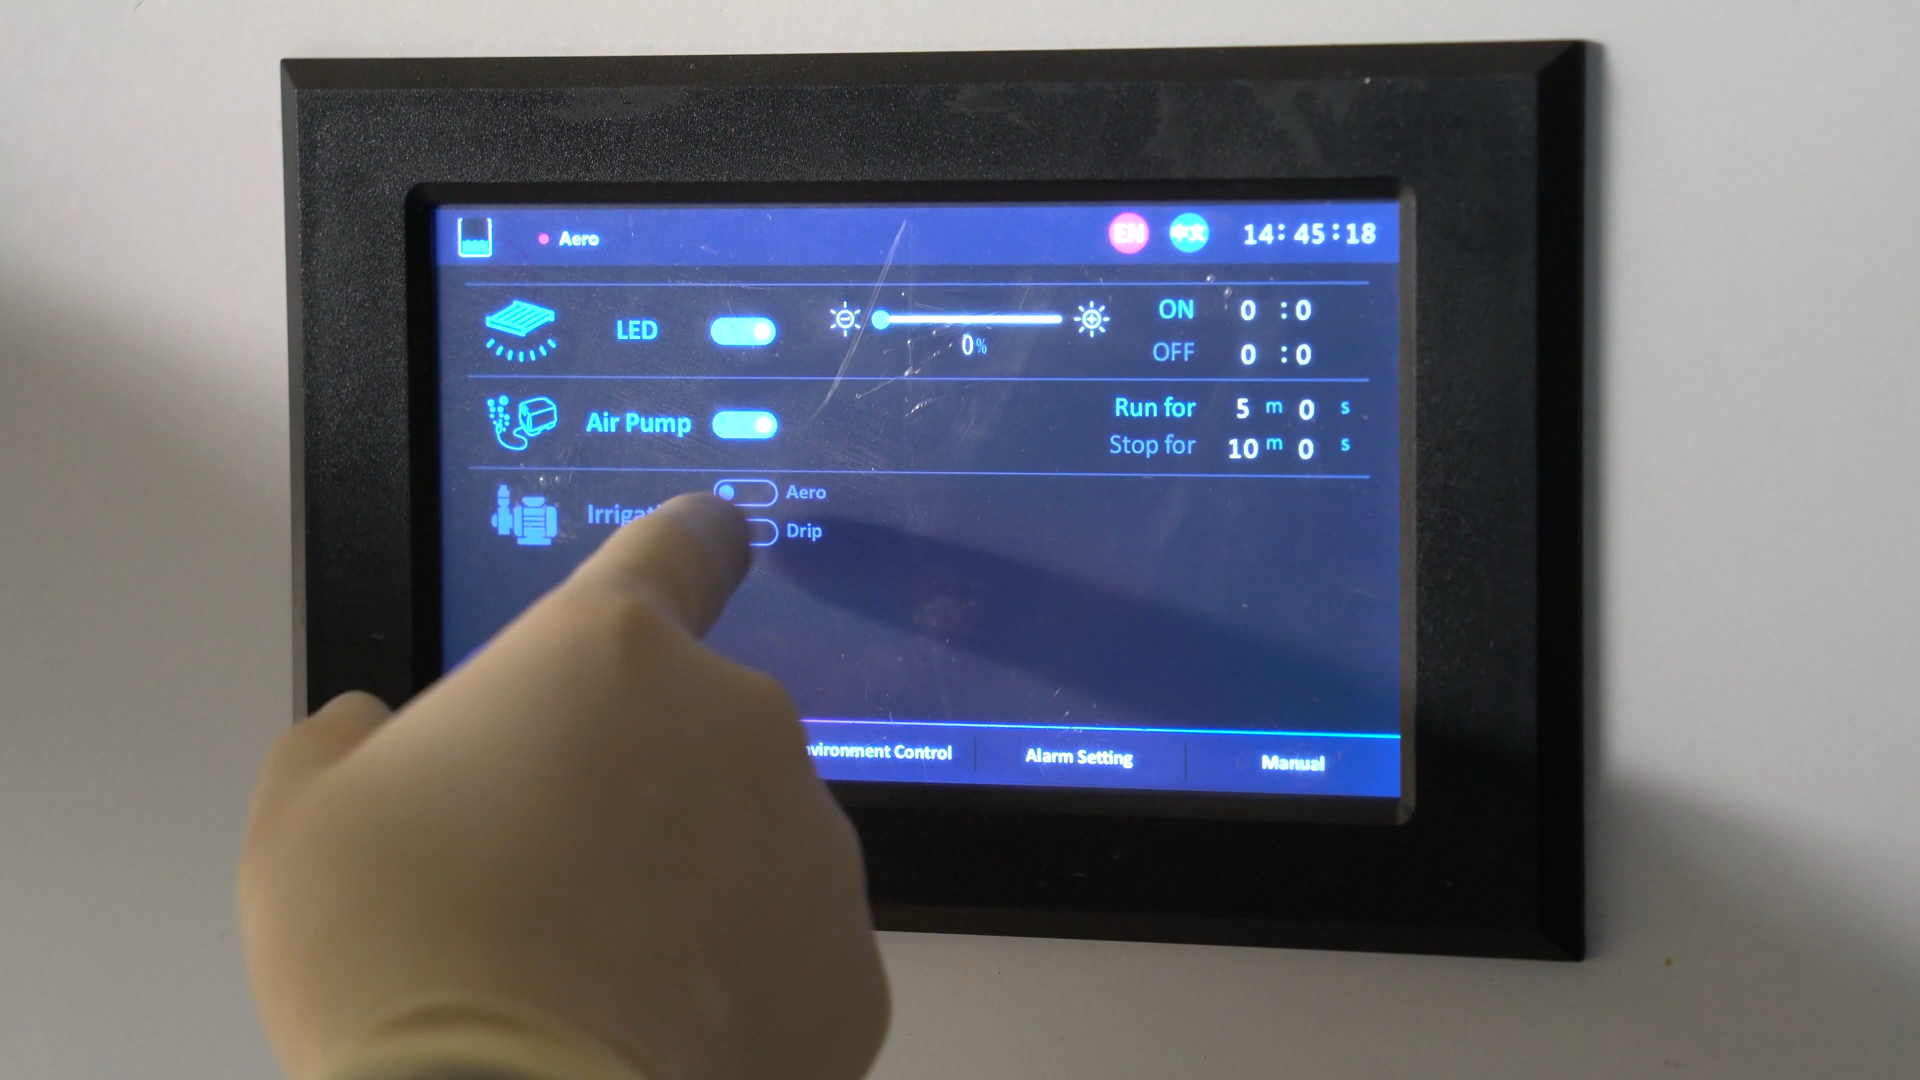 Aero EN 中文 14:45:18
LED 0% ON 0 :0
OFF 0 :0
Air Pump Run for 5 m 0 s
Stop for 10 m 0 s
Aero
Drip
Alarm Setting Manual
Control